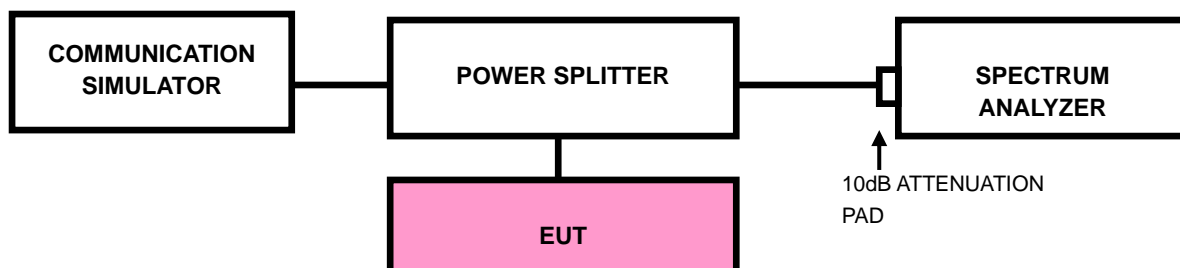 COMMUNICATION
SIMULATOR
POWER SPLITTER
SPECTRUM
ANALYZER
10dB ATTENUATION
PAD
EUT